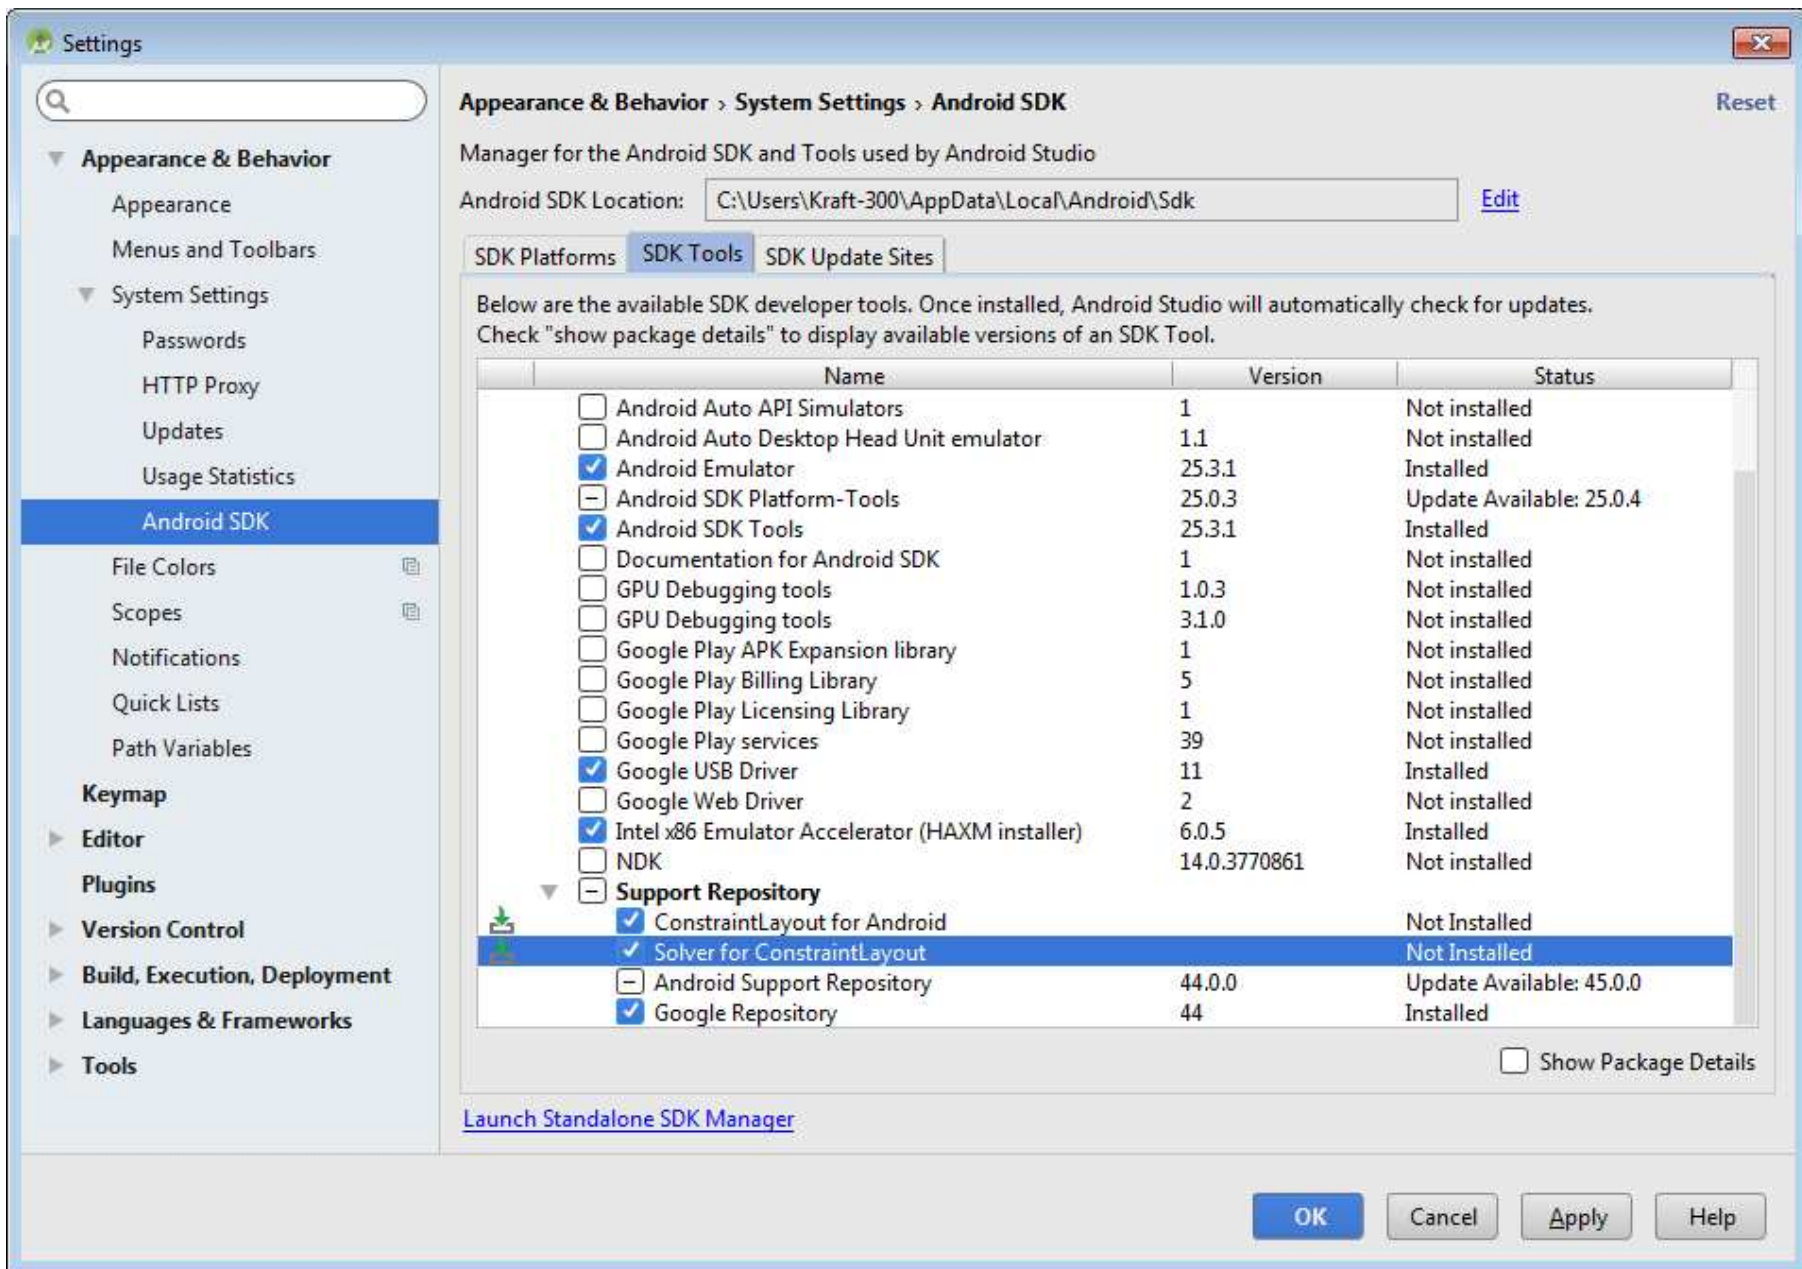 Settings
Appearance & Behavior
Appearance
Menus and Toolbars
System Settings
Passwords
HTTP Proxy
Updates
Usage Statistics
Android SDK
File Colors
Scopes
Notifications
Quick Lists
Path Variables
Keymap
Editor
Plugins
Version Control
Build, Execution, Deployment
Languages & Frameworks
Tools
Appearance & Behavior › System Settings › Android SDK Reset
Manager for the Android SDK and Tools used by Android Studio
Android SDK Location: C:\Users\Kraft-300\AppData\Local\Android\Sdk Edit
SDK Platforms SDK Tools SDK Update Sites
Below are the available SDK developer tools. Once installed, Android Studio will automatically check for updates.
Check "show package details" to display available versions of an SDK Tool.
Name Version Status
Android Auto API Simulators 1 Not installed
Android Auto Desktop Head Unit emulator 1.1 Not installed
Android Emulator 25.3.1 Installed
Android SDK Platform-Tools 25.0.3 Update Available: 25.0.4
Android SDK Tools 25.3.1 Installed
Documentation for Android SDK 1 Not installed
GPU Debugging tools 1.0.3 Not installed
GPU Debugging tools 3.1.0 Not installed
Google Play APK Expansion library 1 Not installed
Google Play Billing Library 5 Not installed
Google Play Licensing Library 1 Not installed
Google Play services 39 Not installed
Google USB Driver 11 Installed
Google Web Driver 2 Not installed
Intel x86 Emulator Accelerator (HAXM installer) 6.0.5 Installed
NDK 14.0.3770861 Not installed
Support Repository
ConstraintLayout for Android Not Installed
Solver for ConstraintLayout Not Installed
Android Support Repository 44.0.0 Update Available: 45.0.0
Google Repository 44 Installed
Show Package Details
Launch Standalone SDK Manager
OK Cancel Apply Help